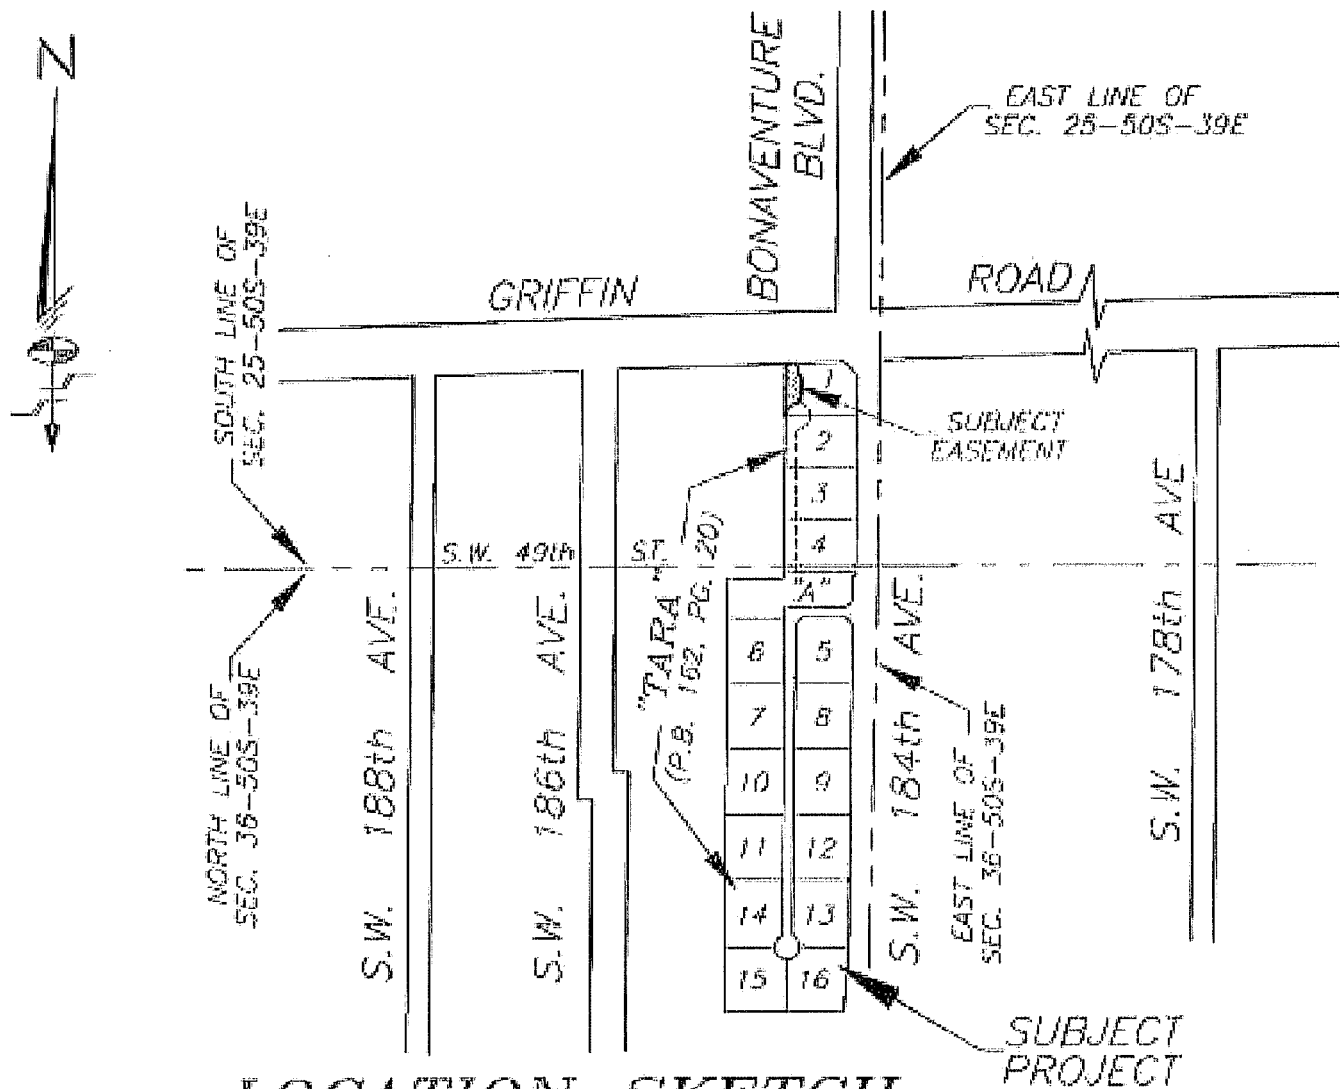 N
BONAVENTURE
BLVD.
EAST LINE OF
SEC. 25-50S-39E
SOUTH LINE OF
SEC. 25-50S-39E
GRIFFIN
ROAD
1
SUBJECT
EASEMENT
2
3
4
S.W. 49th ST.
"A"
"TARA"
(P.B. 162, PG. 20)
NORTH LINE OF
SEC. 36-50S-39E
S.W. 188th AVE.
S.W. 186th AVE.
S.W. 184th AVE.
EAST LINE OF
SEC. 36-50S-39E
S.W. 178th AVE
6
5
7
8
10
9
11
12
14
13
15
16
SUBJECT
PROJECT
LOCATION SKETCH